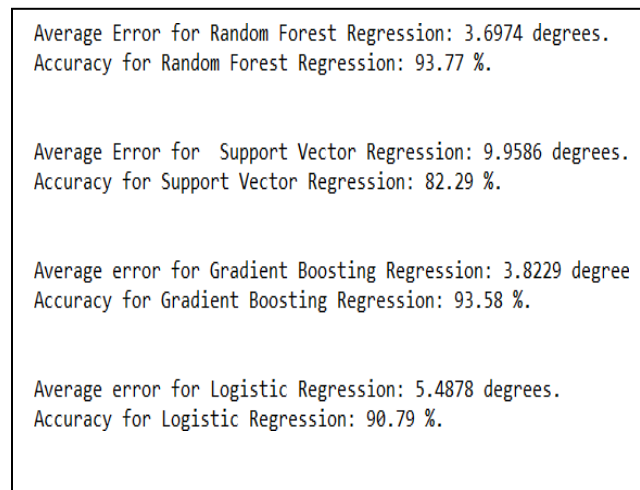 Average Error for Random Forest Regression: 3.6974 degrees.
Accuracy for Random Forest Regression: 93.77 %.
Average Error for  Support Vector Regression: 9.9586 degrees.
Accuracy for Support Vector Regression: 82.29 %.
Average error for Gradient Boosting Regression: 3.8229 degree
Accuracy for Gradient Boosting Regression: 93.58 %.
Average error for Logistic Regression: 5.4878 degrees.
Accuracy for Logistic Regression: 90.79 %.